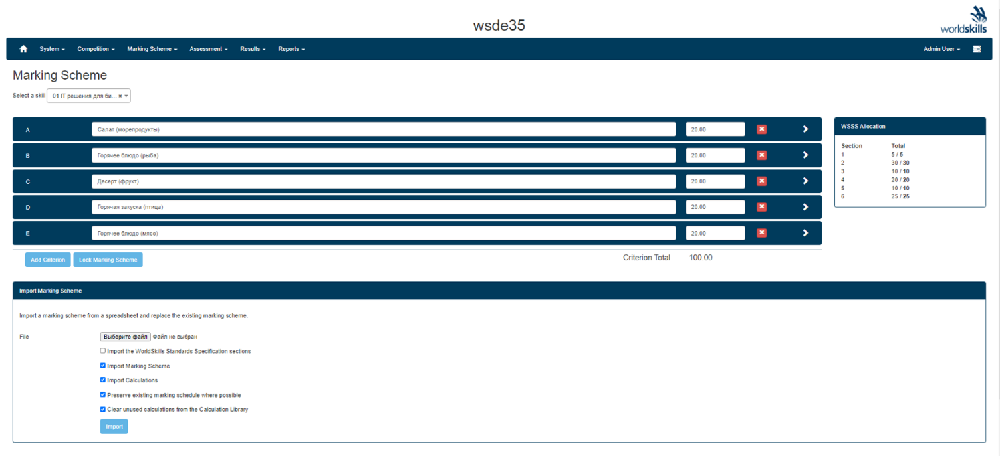 wsde35
worldskills
System Competition Marking Scheme Assessment Results Reports Admin User
Marking Scheme
Select a skill 01 IT решения для би... ×
A Салат (морепродукты) 20.00
B Горячее блюдо (рыба) 20.00
C Десерт (фрукт) 20.00
D Горячая закуска (птица) 20.00
E Горячее блюдо (мясо) 20.00
Add Criterion Lock Marking Scheme Criterion Total 100.00
WSSS Allocation
Section Total
1 5 / 5
2 30 / 30
3 10 / 10
4 20 / 20
5 10 / 10
6 25 / 25
Import Marking Scheme
Import a marking scheme from a spreadsheet and replace the existing marking scheme.
File Выберите файл Файл не выбран
Import the WorldSkills Standards Specification sections
Import Marking Scheme
Import Calculations
Preserve existing marking schedule where possible
Clear unused calculations from the Calculation Library
Import